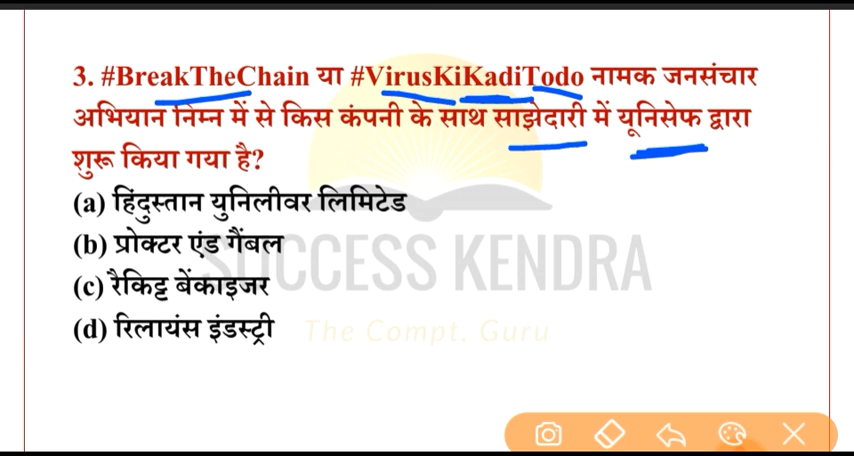 3. #BreakTheChain या #VirusKiKadiTodo नामक जनसंचार
अभियान निम्न में से किस कंपनी के साथ साझेदारी में यूनिसेफ द्वारा
शुरू किया गया है?
(a) हिंदुस्तान युनिलीवर लिमिटेड
(b) प्रोक्टर एंड गैंबल
(c) रैकिट्ट बेंकाइजर
(d) रिलायंस इंडस्ट्री
SUCCESS KENDRA
The Compt. Guru